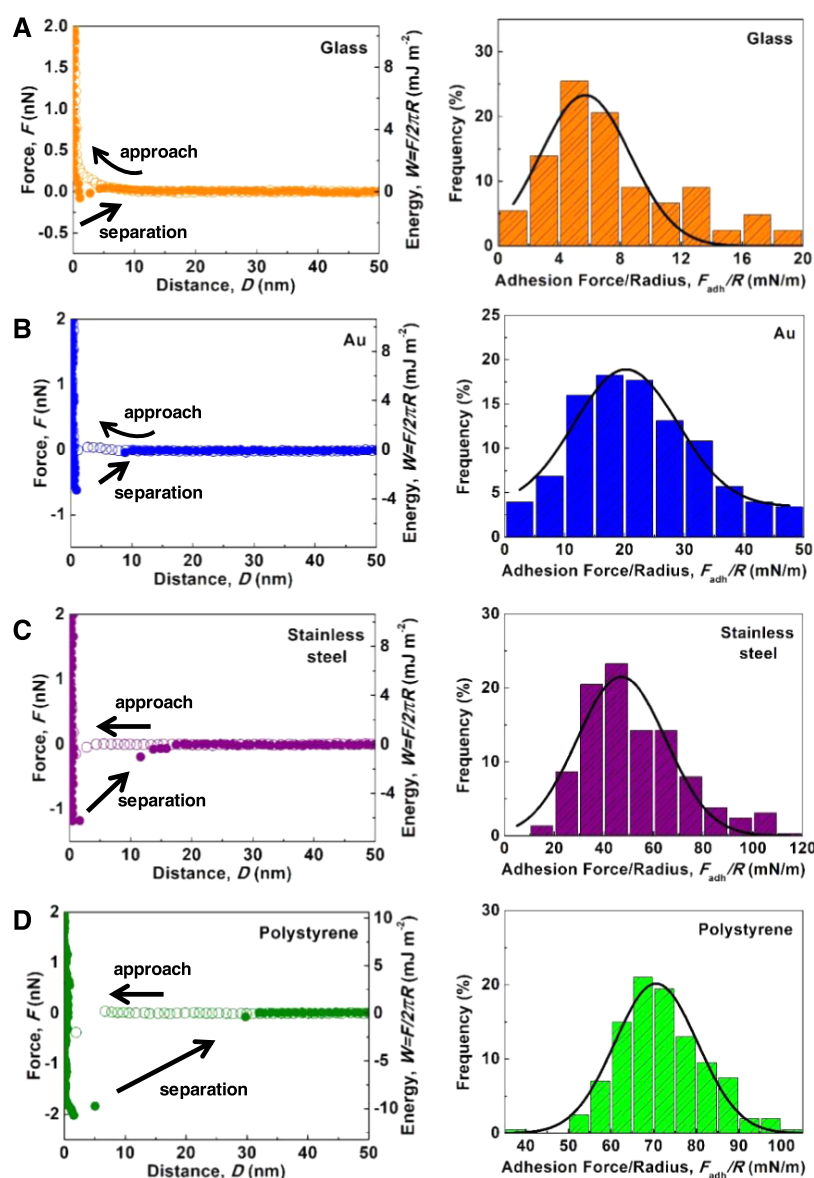 A
Glass
2.0
1.5
1.0
0.5
0.0
-0.5
Force, F (nN)
8
4
0
Energy, W=F/2πR (mJ m⁻²)
approach
separation
0 10 20 30 40 50
Distance, D (nm)
Glass
30
20
10
0
Frequency (%)
0 4 8 12 16 20
Adhesion Force/Radius, Fadh/R (mN/m)
B
Au
2
1
0
-1
Force, F (nN)
8
4
0
-4
Energy, W=F/2πR (mJ m⁻²)
approach
separation
0 10 20 30 40 50
Distance, D (nm)
Au
25
20
15
10
5
0
Frequency (%)
0 10 20 30 40 50
Adhesion Force/Radius, Fadh/R (mN/m)
C
Stainless
steel
2
1
0
-1
Force, F (nN)
8
4
0
-4
Energy, W=F/2πR (mJ m⁻²)
approach
separation
0 10 20 30 40 50
Distance, D (nm)
Stainless
steel
30
20
10
0
Frequency (%)
0 20 40 60 80 100 120
Adhesion Force/Radius, Fadh/R (mN/m)
D
Polystyrene
2
1
0
-1
-2
Force, F (nN)
10
5
0
-5
-10
Energy, W=F/2πR (mJ m⁻²)
approach
separation
0 10 20 30 40 50
Distance, D (nm)
Polystyrene
30
20
10
0
Frequency (%)
40 50 60 70 80 90 100
Adhesion Force/Radius, Fadh/R (mN/m)